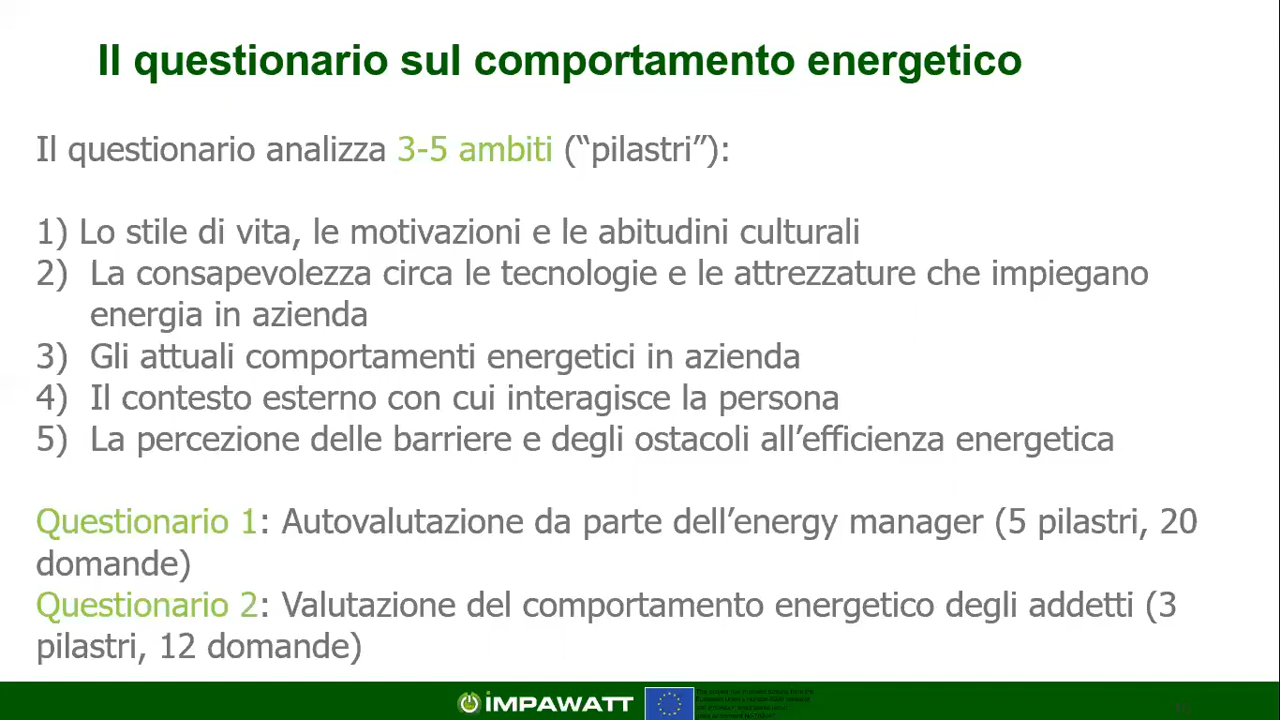 Il questionario sul comportamento energetico
Il questionario analizza 3-5 ambiti (“pilastri”):
1) Lo stile di vita, le motivazioni e le abitudini culturali
2) La consapevolezza circa le tecnologie e le attrezzature che impiegano
energia in azienda
3) Gli attuali comportamenti energetici in azienda
4) Il contesto esterno con cui interagisce la persona
5) La percezione delle barriere e degli ostacoli all’efficienza energetica
Questionario 1: Autovalutazione da parte dell’energy manager (5 pilastri, 20
domande)
Questionario 2: Valutazione del comportamento energetico degli addetti (3
pilastri, 12 domande)
iMPAWATT